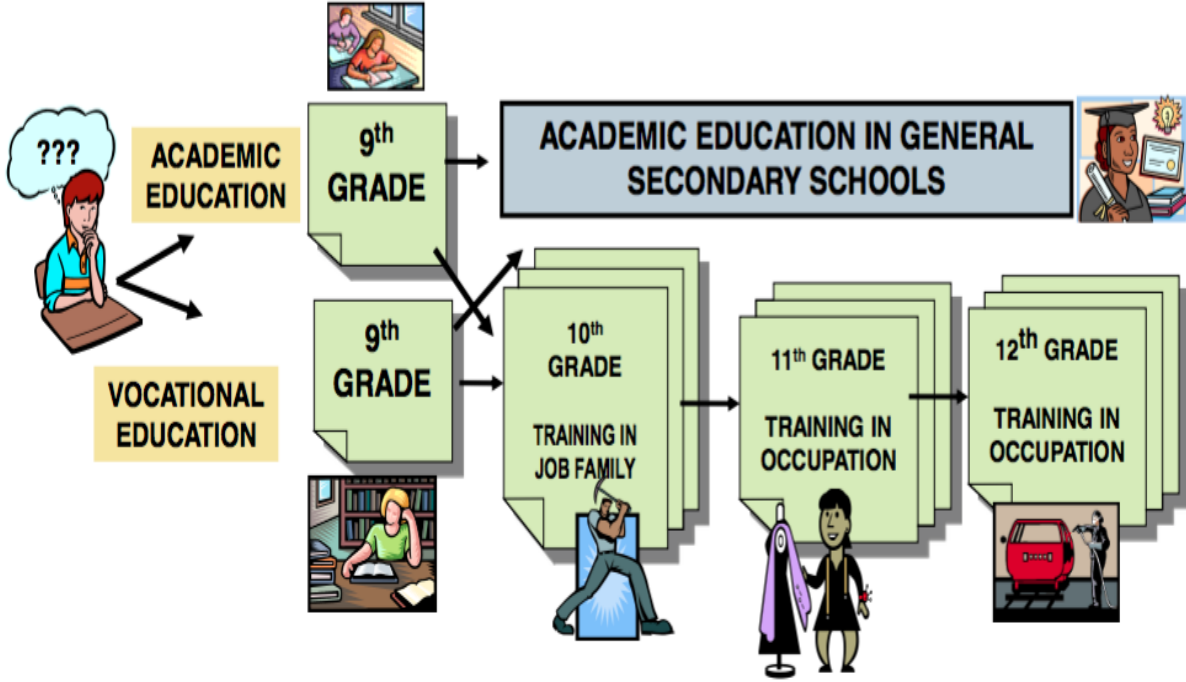 ???
ACADEMIC
EDUCATION
9th
GRADE
ACADEMIC EDUCATION IN GENERAL
SECONDARY SCHOOLS
VOCATIONAL
EDUCATION
9th
GRADE
10th
GRADE
TRAINING IN
JOB FAMILY
11th GRADE
TRAINING IN
OCCUPATION
12th GRADE
TRAINING IN
OCCUPATION